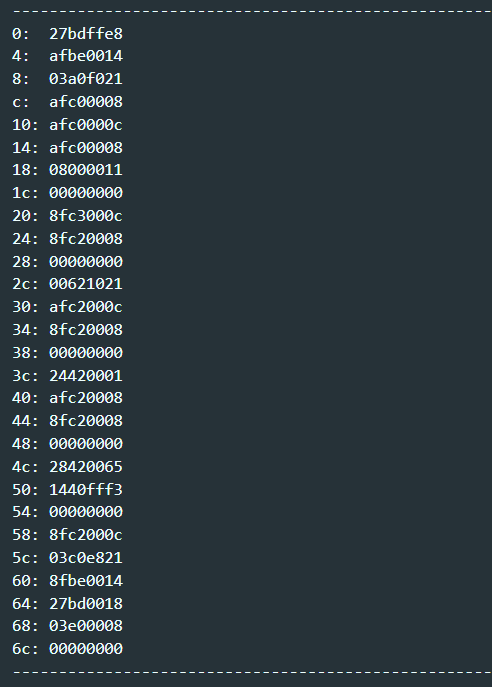 --------------------------------------------------
0:  27bdffe8
4:  afbe0014
8:  03a0f021
c:  afc00008
10: afc0000c
14: afc00008
18: 08000011
1c: 00000000
20: 8fc3000c
24: 8fc20008
28: 00000000
2c: 00621021
30: afc2000c
34: 8fc20008
38: 00000000
3c: 24420001
40: afc20008
44: 8fc20008
48: 00000000
4c: 28420065
50: 1440fff3
54: 00000000
58: 8fc2000c
5c: 03c0e821
60: 8fbe0014
64: 27bd0018
68: 03e00008
6c: 00000000
--------------------------------------------------